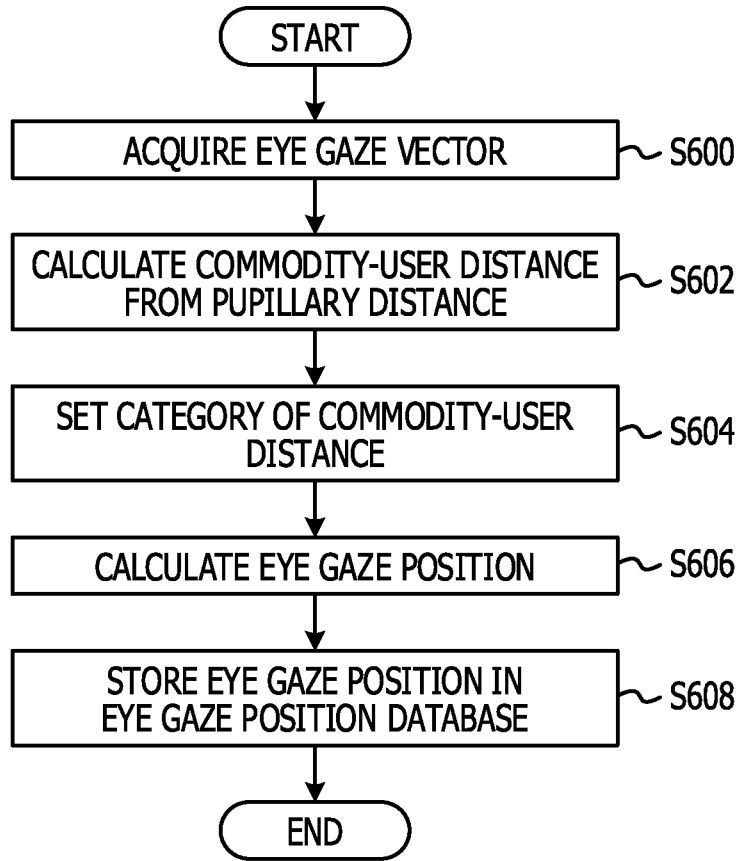 START
ACQUIRE EYE GAZE VECTOR
S600
CALCULATE COMMODITY-USER DISTANCE
FROM PUPILLARY DISTANCE
S602
SET CATEGORY OF COMMODITY-USER
DISTANCE
S604
CALCULATE EYE GAZE POSITION
S606
STORE EYE GAZE POSITION IN
EYE GAZE POSITION DATABASE
S608
END